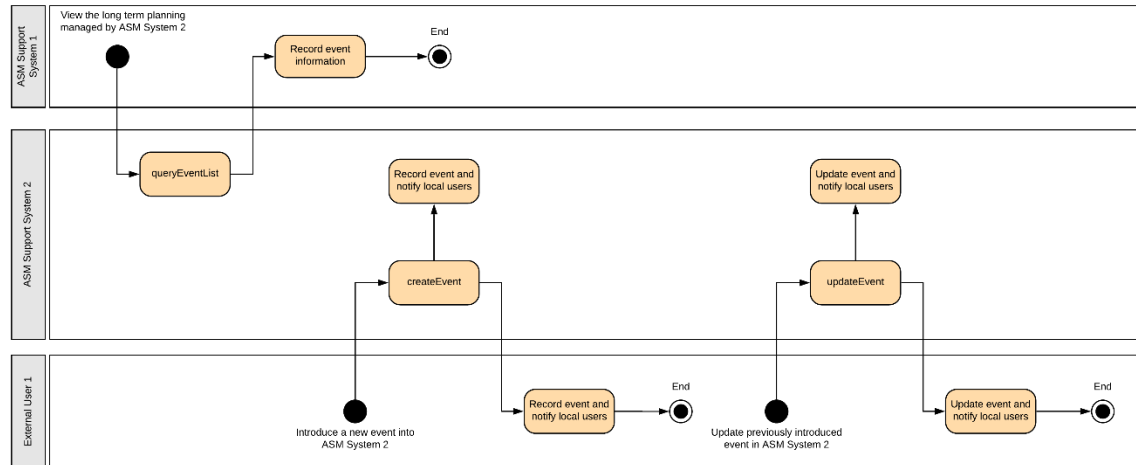 ASM Support
System 1
View the long term planning
managed by ASM System 2
Record event
information
End
ASM Support System 2
queryEventList
Record event and
notify local users
Update event and
notify local users
createEvent
updateEvent
External User 1
Introduce a new event into
ASM System 2
Record event and
notify local users
End
Update previously introduced
event in ASM System 2
Update event and
notify local users
End